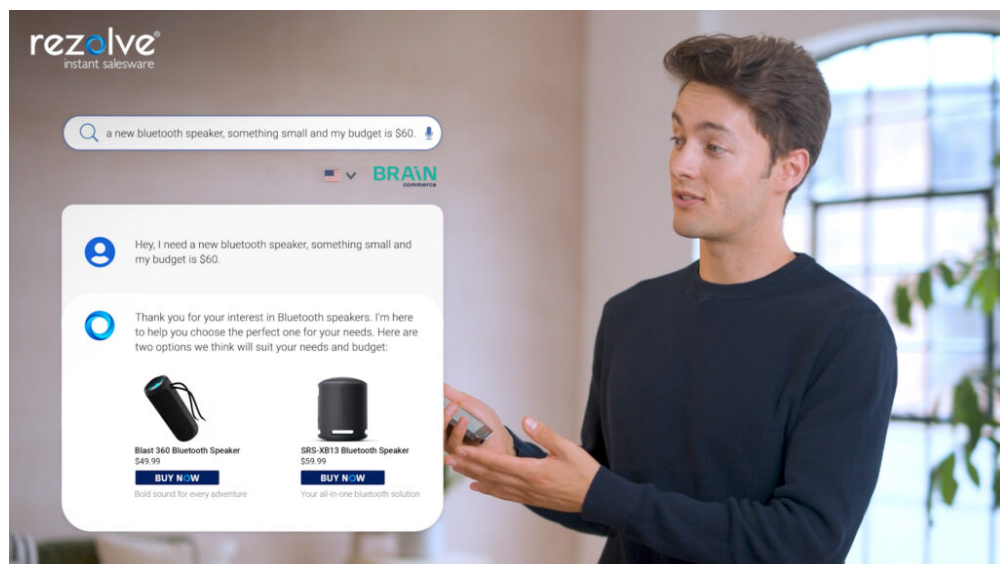 rezolve®
instant salesware
a new bluetooth speaker, something small and my budget is $60.
BRAIN
commerce
Hey, I need a new bluetooth speaker, something small and
my budget is $60.
Thank you for your interest in Bluetooth speakers. I'm here
to help you choose the perfect one for your needs. Here are
two options we think will suit your needs and budget:
Blast 360 Bluetooth Speaker
$49.99
BUY NOW
Bold sound for every adventure
SRS-XB13 Bluetooth Speaker
$59.99
BUY NOW
Your all-in-one bluetooth solution